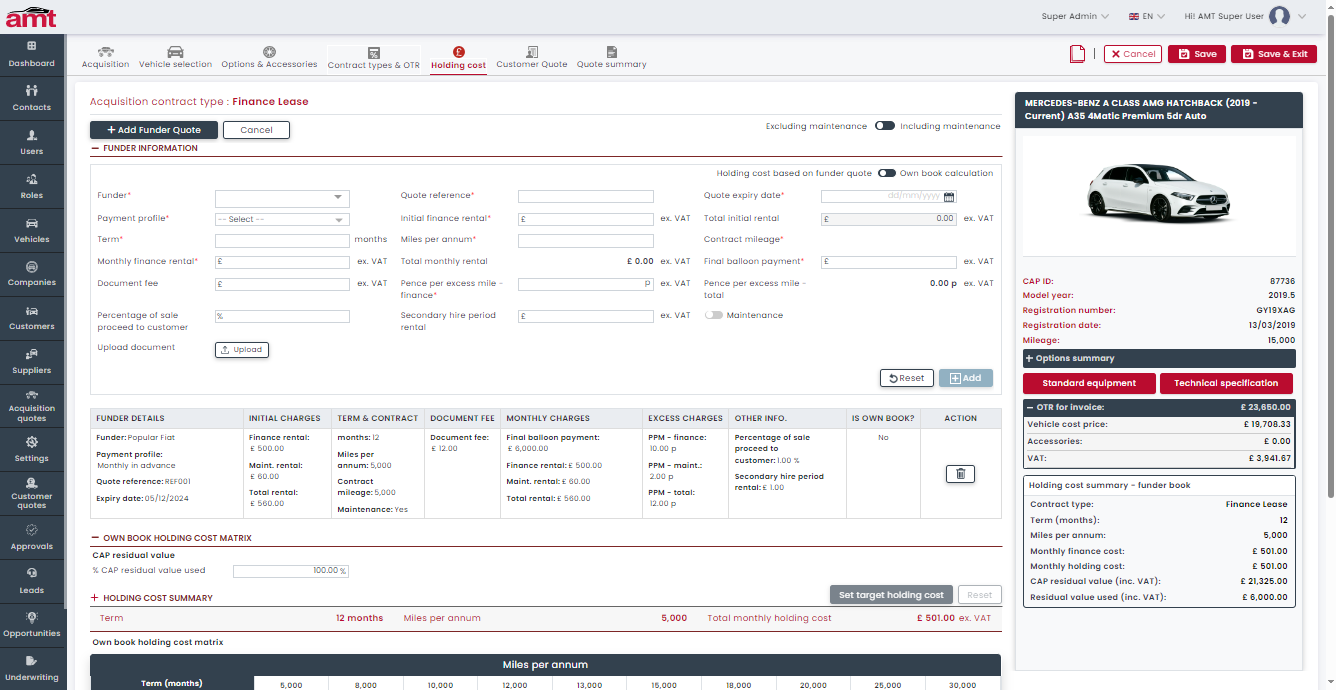 amt
Super Admin
EN
Hi! AMT Super User
Dashboard
Contacts
Users
Roles
Vehicles
Companies
Customers
Suppliers
Acquisition
quotes
Settings
Customer
quotes
Approvals
Leads
Opportunities
Underwriting
Acquisition
Vehicle selection
Options & Accessories
Contract types & OTR
Holding cost
Customer Quote
Quote summary
Cancel
Save
Save & Exit
Acquisition contract type : Finance Lease
+ Add Funder Quote
Cancel
Excluding maintenance
Including maintenance
FUNDER INFORMATION
Holding cost based on funder quote
Own book calculation
Funder*
Quote reference*
Quote expiry date*
dd/mm/yyyy
Payment profile*
-- Select --
Initial finance rental*
£
ex. VAT
Total initial rental
£ 0.00
ex. VAT
Term*
months
Miles per annum*
Contract mileage*
Monthly finance rental*
£
ex. VAT
Total monthly rental
£ 0.00 ex. VAT
Final balloon payment*
£
ex. VAT
Document fee
£
ex. VAT
Pence per excess mile -
finance*
p
ex. VAT
Pence per excess mile -
total
0.00 p ex. VAT
Percentage of sale
proceed to customer
%
Secondary hire period
rental
£
ex. VAT
Maintenance
Upload document
Upload
Reset
Add
FUNDER DETAILS
INITIAL CHARGES
TERM & CONTRACT
DOCUMENT FEE
MONTHLY CHARGES
EXCESS CHARGES
OTHER INFO.
IS OWN BOOK?
ACTION
Funder: Popular Fiat
Payment profile:
Monthly in advance
Quote reference: REF001
Expiry date: 05/12/2024
Finance rental:
£ 500.00
Maint. rental:
£ 60.00
Total rental:
£ 560.00
months: 12
Miles per
annum: 5,000
Contract
mileage: 5,000
Maintenance: Yes
Document fee:
£ 12.00
Final balloon payment:
£ 6,000.00
Finance rental: £ 500.00
Maint. rental: £ 60.00
Total rental: £ 560.00
PPM - finance:
10.00 p
PPM - maint.:
2.00 p
PPM - total:
12.00 p
Percentage of sale
proceed to
customer: 1.00 %
Secondary hire period
rental: £ 1.00
No
OWN BOOK HOLDING COST MATRIX
CAP residual value
% CAP residual value used
100.00 %
HOLDING COST SUMMARY
Set target holding cost
Reset
Term
12 months
Miles per annum
5,000
Total monthly holding cost
£ 501.00 ex. VAT
Own book holding cost matrix
Miles per annum
Term (months)
5,000
8,000
10,000
12,000
13,000
15,000
18,000
20,000
25,000
30,000
MERCEDES-BENZ A CLASS AMG HATCHBACK (2019 -
Current) A35 4Matic Premium 5dr Auto
CAP ID: 87736
Model year: 2019.5
Registration number: GY19XAG
Registration date: 13/03/2019
Mileage: 15,000
+ Options summary
Standard equipment
Technical specification
OTR for invoice: £ 23,650.00
Vehicle cost price: £ 19,708.33
Accessories: £ 0.00
VAT: £ 3,941.67
Holding cost summary - funder book
Contract type: Finance Lease
Term (months): 12
Miles per annum: 5,000
Monthly finance cost: £ 501.00
Monthly holding cost: £ 501.00
CAP residual value (inc. VAT): £ 21,325.00
Residual value used (inc. VAT): £ 6,000.00